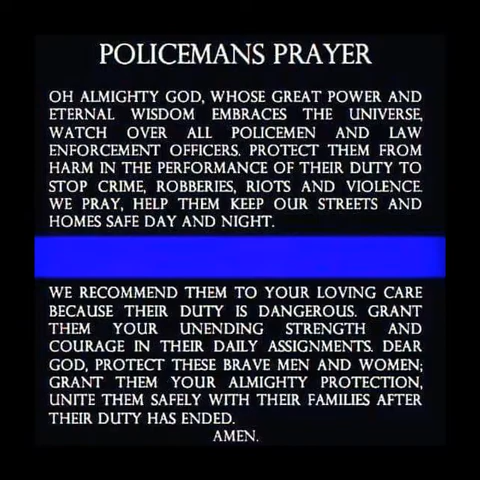 POLICEMANS PRAYER
OH ALMIGHTY GOD, WHOSE GREAT POWER AND
ETERNAL WISDOM EMBRACES THE UNIVERSE,
WATCH OVER ALL POLICEMEN AND LAW
ENFORCEMENT OFFICERS. PROTECT THEM FROM
HARM IN THE PERFORMANCE OF THEIR DUTY TO
STOP CRIME, ROBBERIES, RIOTS AND VIOLENCE.
WE PRAY, HELP THEM KEEP OUR STREETS AND
HOMES SAFE DAY AND NIGHT.
WE RECOMMEND THEM TO YOUR LOVING CARE
BECAUSE THEIR DUTY IS DANGEROUS. GRANT
THEM YOUR UNENDING STRENGTH AND
COURAGE IN THEIR DAILY ASSIGNMENTS. DEAR
GOD, PROTECT THESE BRAVE MEN AND WOMEN;
GRANT THEM YOUR ALMIGHTY PROTECTION,
UNITE THEM SAFELY WITH THEIR FAMILIES AFTER
THEIR DUTY HAS ENDED.
AMEN.